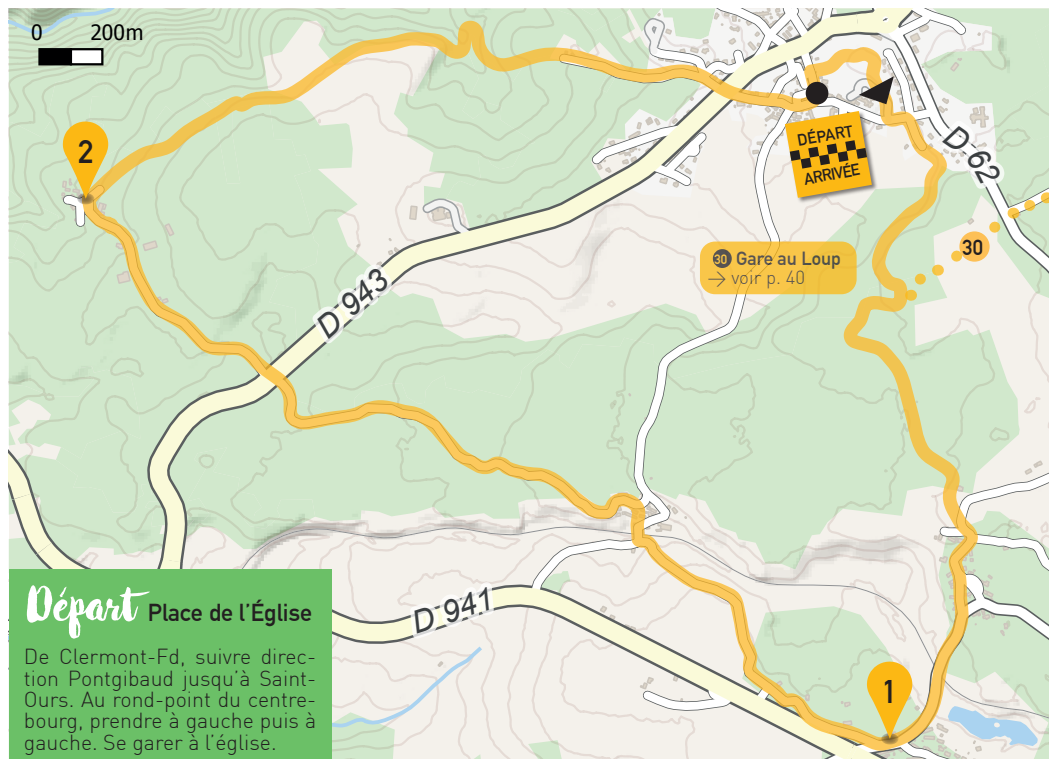 0 200m
2
DÉPART
ARRIVÉE
D 62
30
30 Gare au Loup
→ voir p. 40
D 943
D 941
1
Départ Place de l'Église
De Clermont-Fd, suivre direc-
tion Pontgibaud jusqu'à Saint-
Ours. Au rond-point du centre-
bourg, prendre à gauche puis à
gauche. Se garer à l'église.